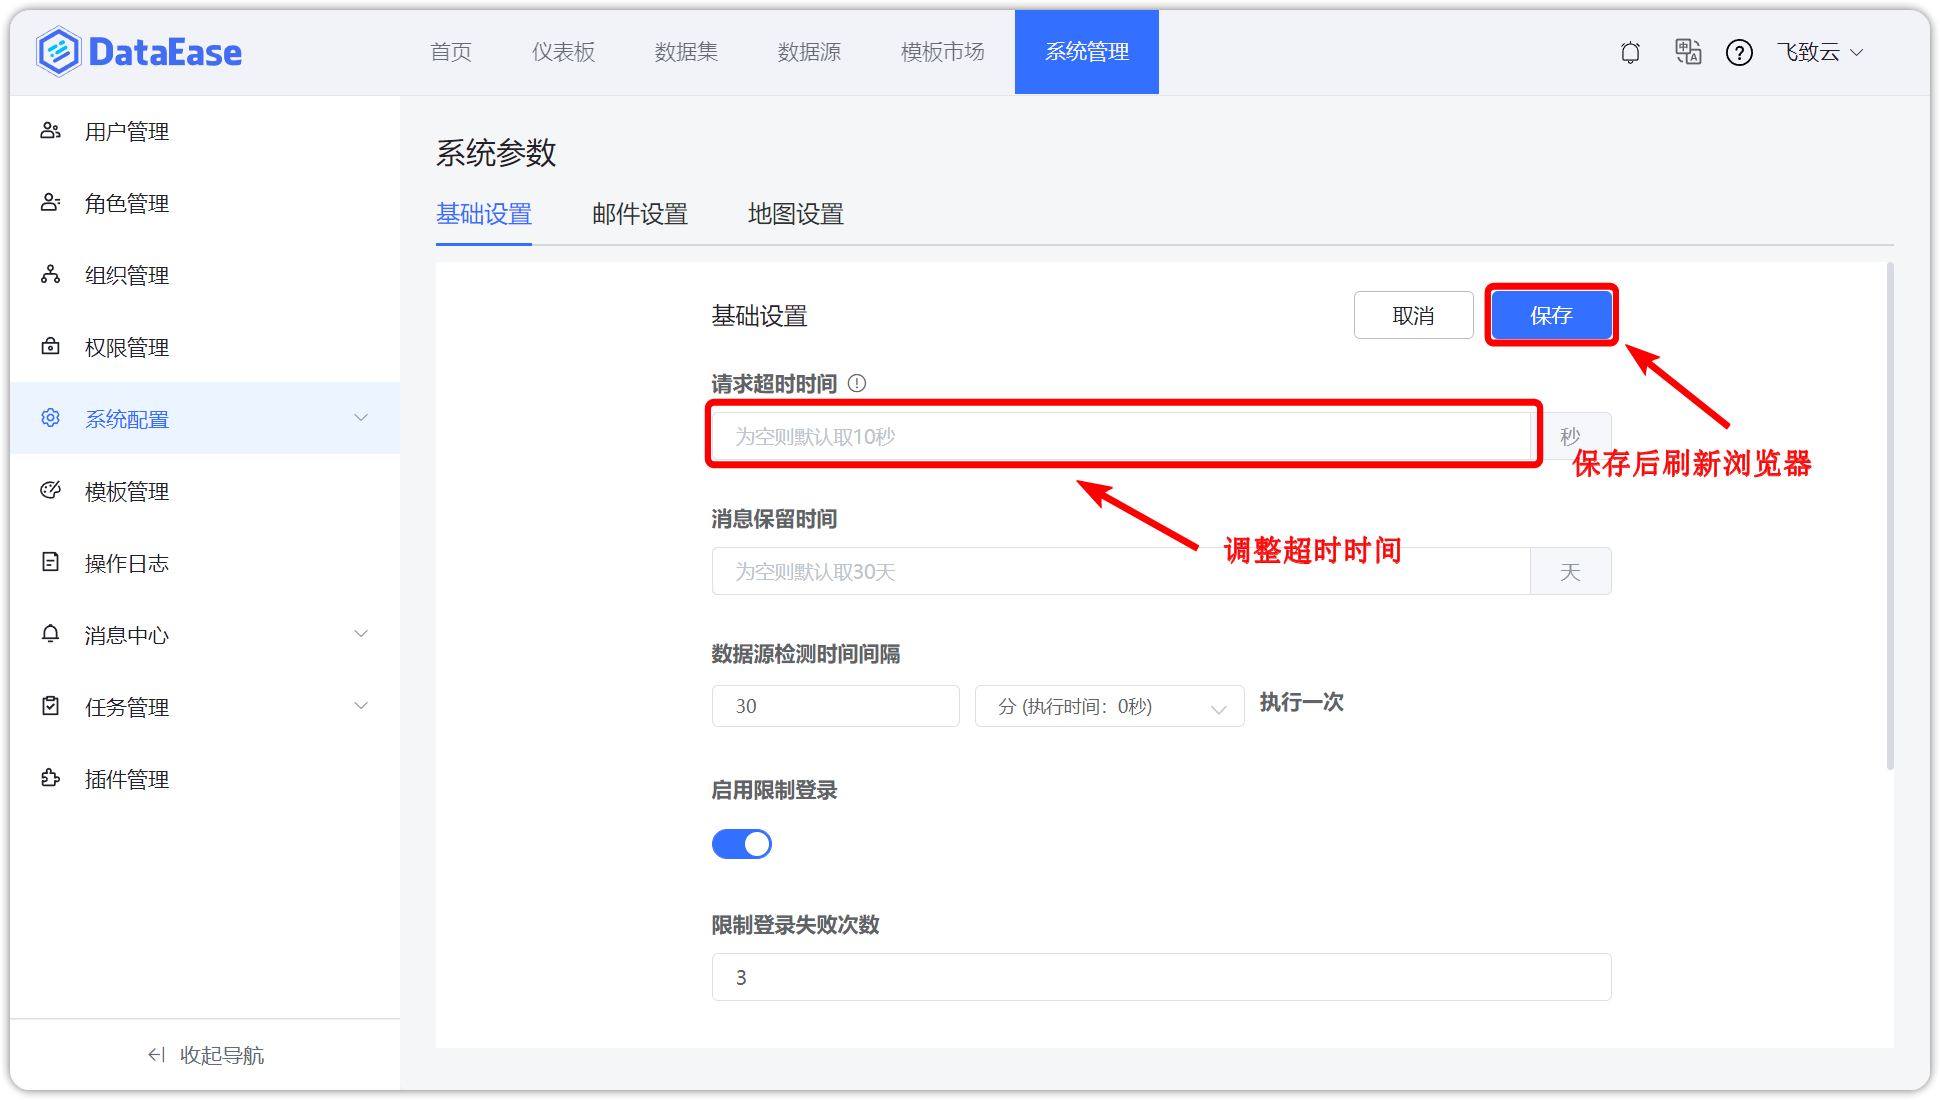 DataEase
首页
仪表板
数据集
数据源
模板市场
系统管理
飞致云
用户管理
角色管理
组织管理
权限管理
系统配置
模板管理
操作日志
消息中心
任务管理
插件管理
收起导航
系统参数
基础设置
邮件设置
地图设置
基础设置
取消
保存
请求超时时间
为空则默认取10秒
秒
保存后刷新浏览器
消息保留时间
调整超时时间
为空则默认取30天
天
数据源检测时间间隔
30
分 (执行时间：0秒)
执行一次
启用限制登录
限制登录失败次数
3